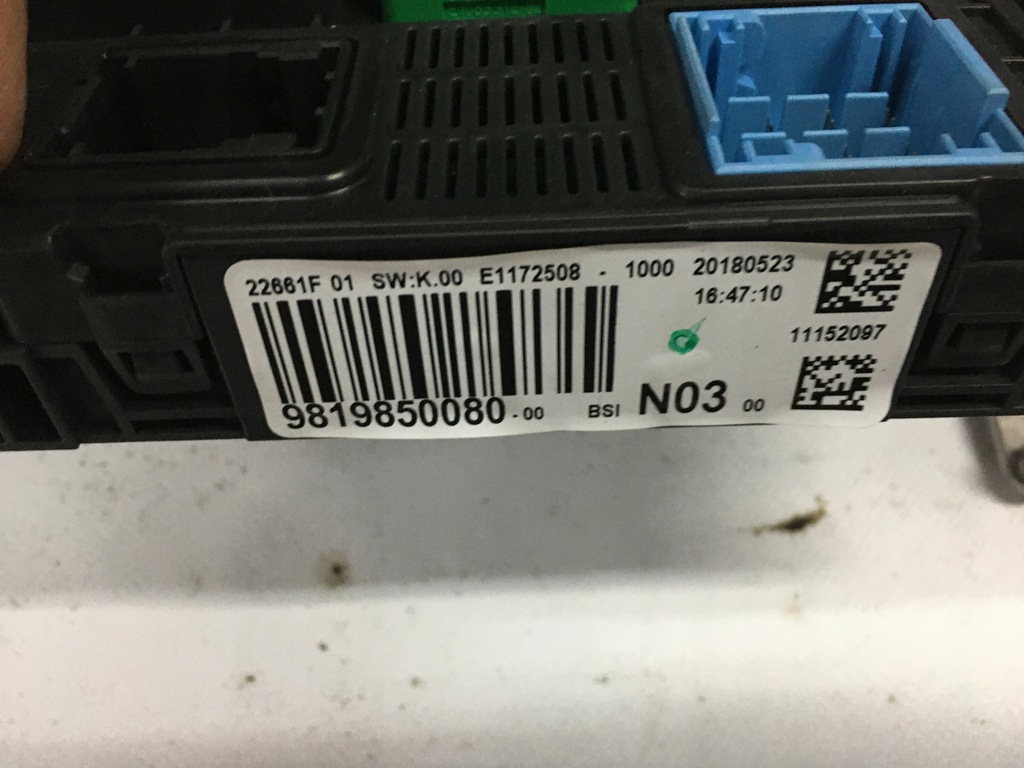 22661F 01 SW:K.00 E1172508 - 1000 20180523
16:47:10
11152097
9819850080 - 00 BSI N03 00